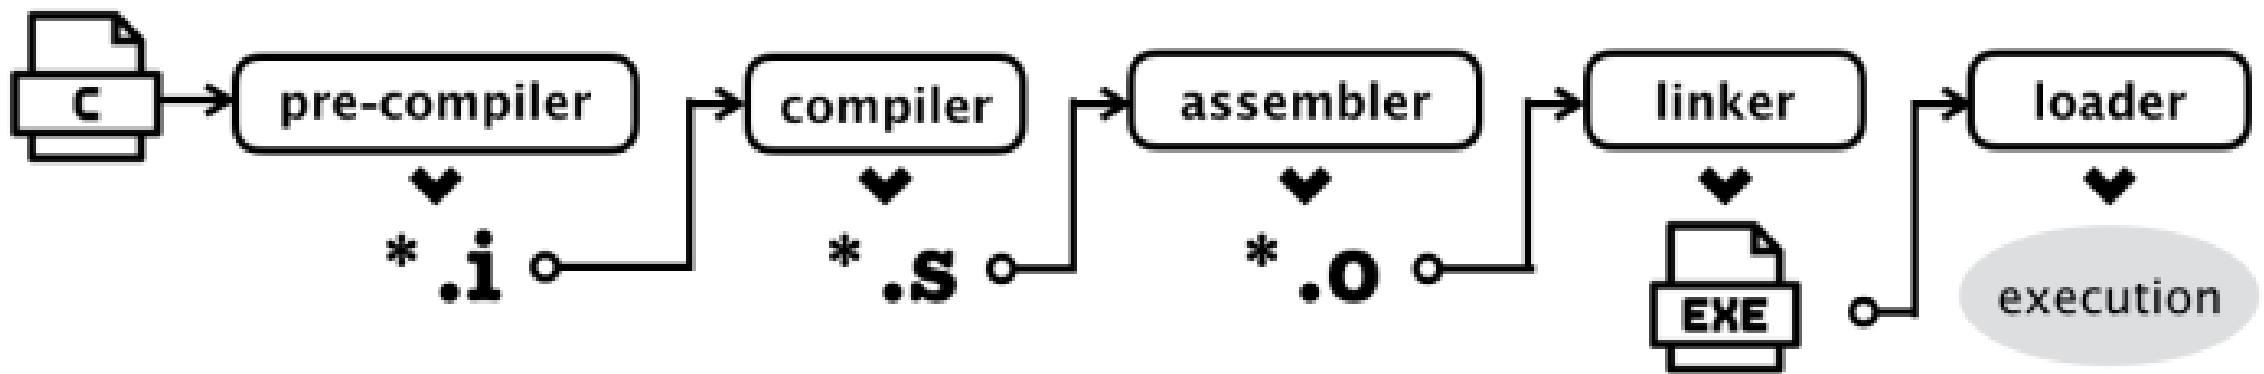 C
pre-compiler
compiler
assembler
linker
loader
*.i
*.s
*.o
EXE
execution